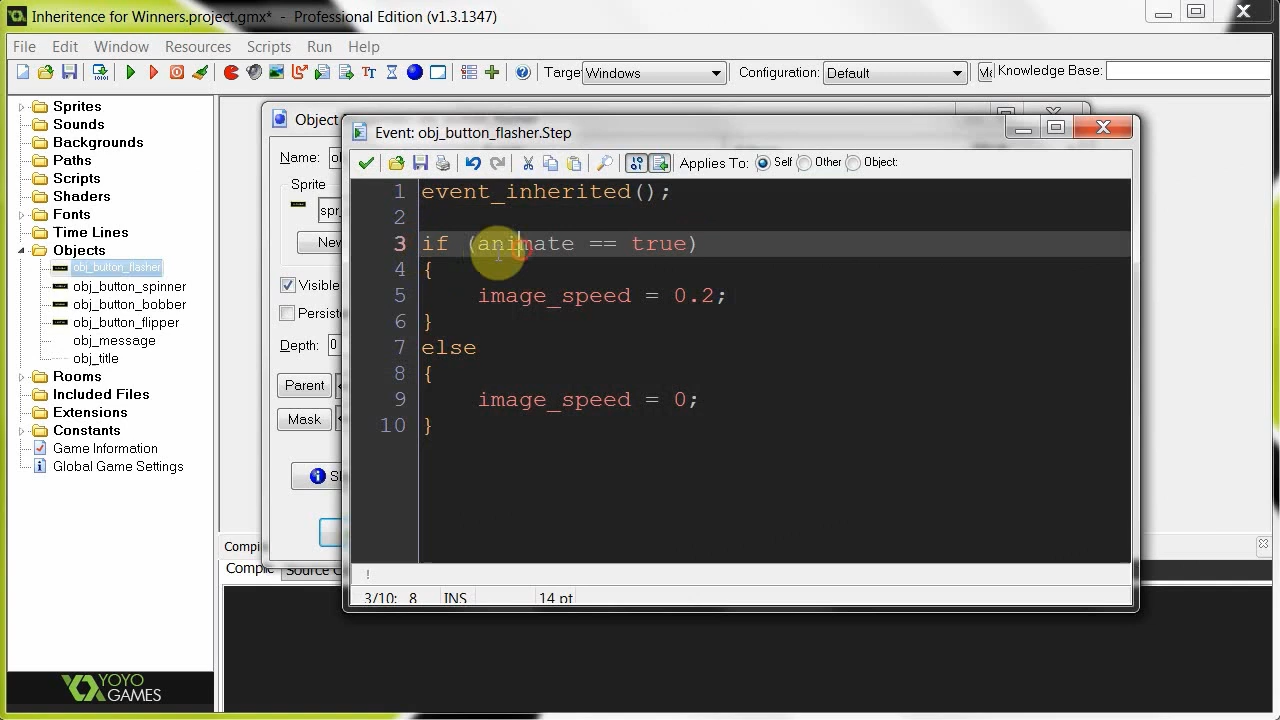 Inheritence for Winners.project.gmx* - Professional Edition (v1.3.1347)
File Edit Window Resources Scripts Run Help
Targe Windows Configuration: Default Knowledge Base:
Sprites
Sounds
Backgrounds
Paths
Scripts
Shaders
Fonts
Time Lines
Objects
obj_button_flasher
obj_button_spinner
obj_button_bobber
obj_button_flipper
obj_message
obj_title
Rooms
Included Files
Extensions
Constants
Game Information
Global Game Settings
YOYO
GAMES
Object
Name:
Sprite
spr_
Visible
Depth: 0
Parent
Mask
Event: obj_button_flasher.Step
Applies To: Self Other Object:
1 event_inherited();
2
3 if (animate == true)
4 {
5 image_speed = 0.2;
6 }
7 else
8 {
9 image_speed = 0;
10 }
!
3/10: 8 INS 14 pt